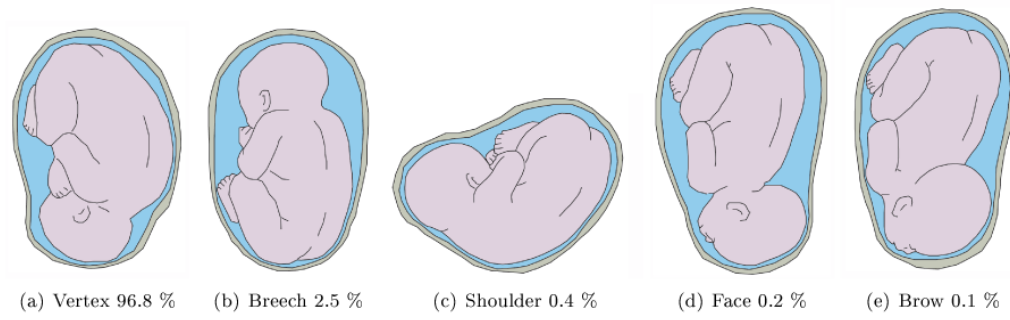 (a) Vertex 96.8 % (b) Breech 2.5 % (c) Shoulder 0.4 % (d) Face 0.2 % (e) Brow 0.1 %